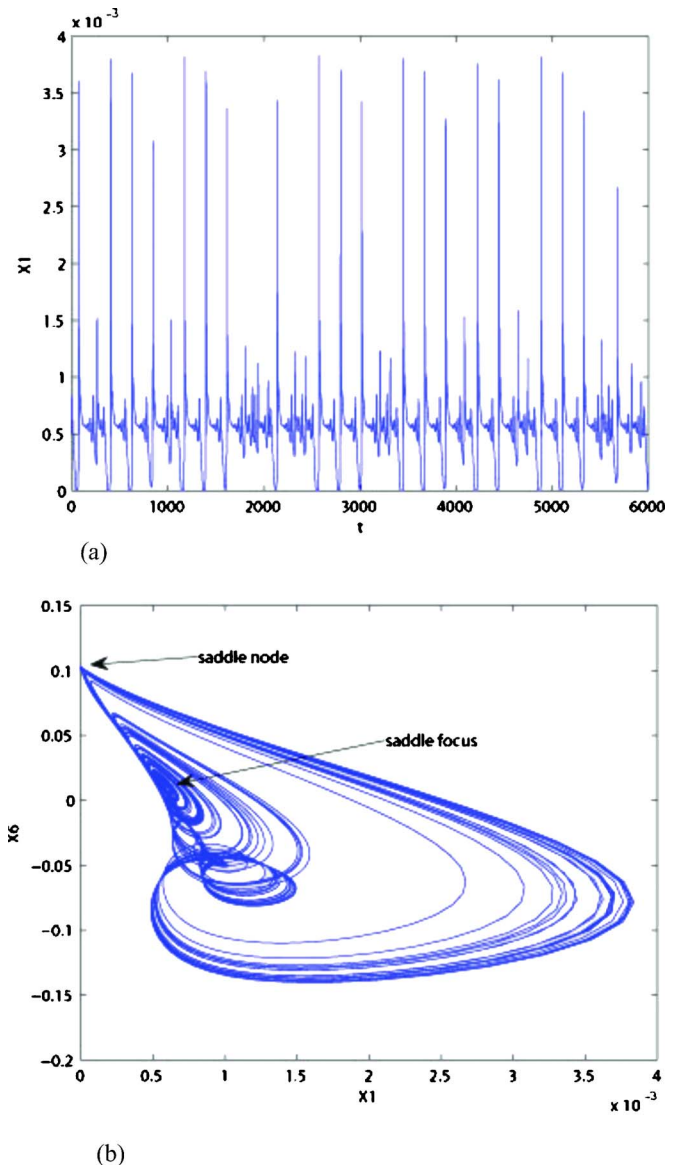 x 10 -3
4
3.5
3
2.5
2
1.5
1
0.5
0
X1
0 1000 2000 3000 4000 5000 6000
t
(a)
0.15
0.1
0.05
0
−0.05
−0.1
−0.15
−0.2
X6
saddle node
saddle focus
0 0.5 1 1.5 2 2.5 3 3.5 4
X1
x 10 -3
(b)